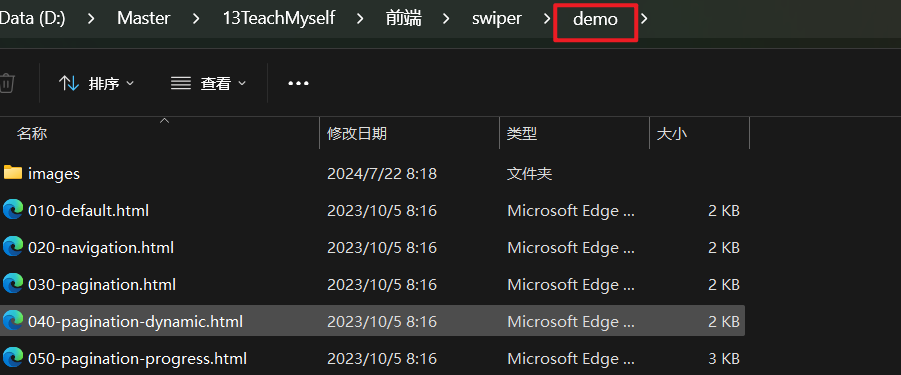 Data (D:) > Master > 13TeachMyself > 前端 > swiper > demo >
排序 查看 •••
名称 修改日期 类型 大小
images 2024/7/22 8:18 文件夹
010-default.html 2023/10/5 8:16 Microsoft Edge ... 2 KB
020-navigation.html 2023/10/5 8:16 Microsoft Edge ... 2 KB
030-pagination.html 2023/10/5 8:16 Microsoft Edge ... 2 KB
040-pagination-dynamic.html 2023/10/5 8:16 Microsoft Edge ... 2 KB
050-pagination-progress.html 2023/10/5 8:16 Microsoft Edge ... 3 KB